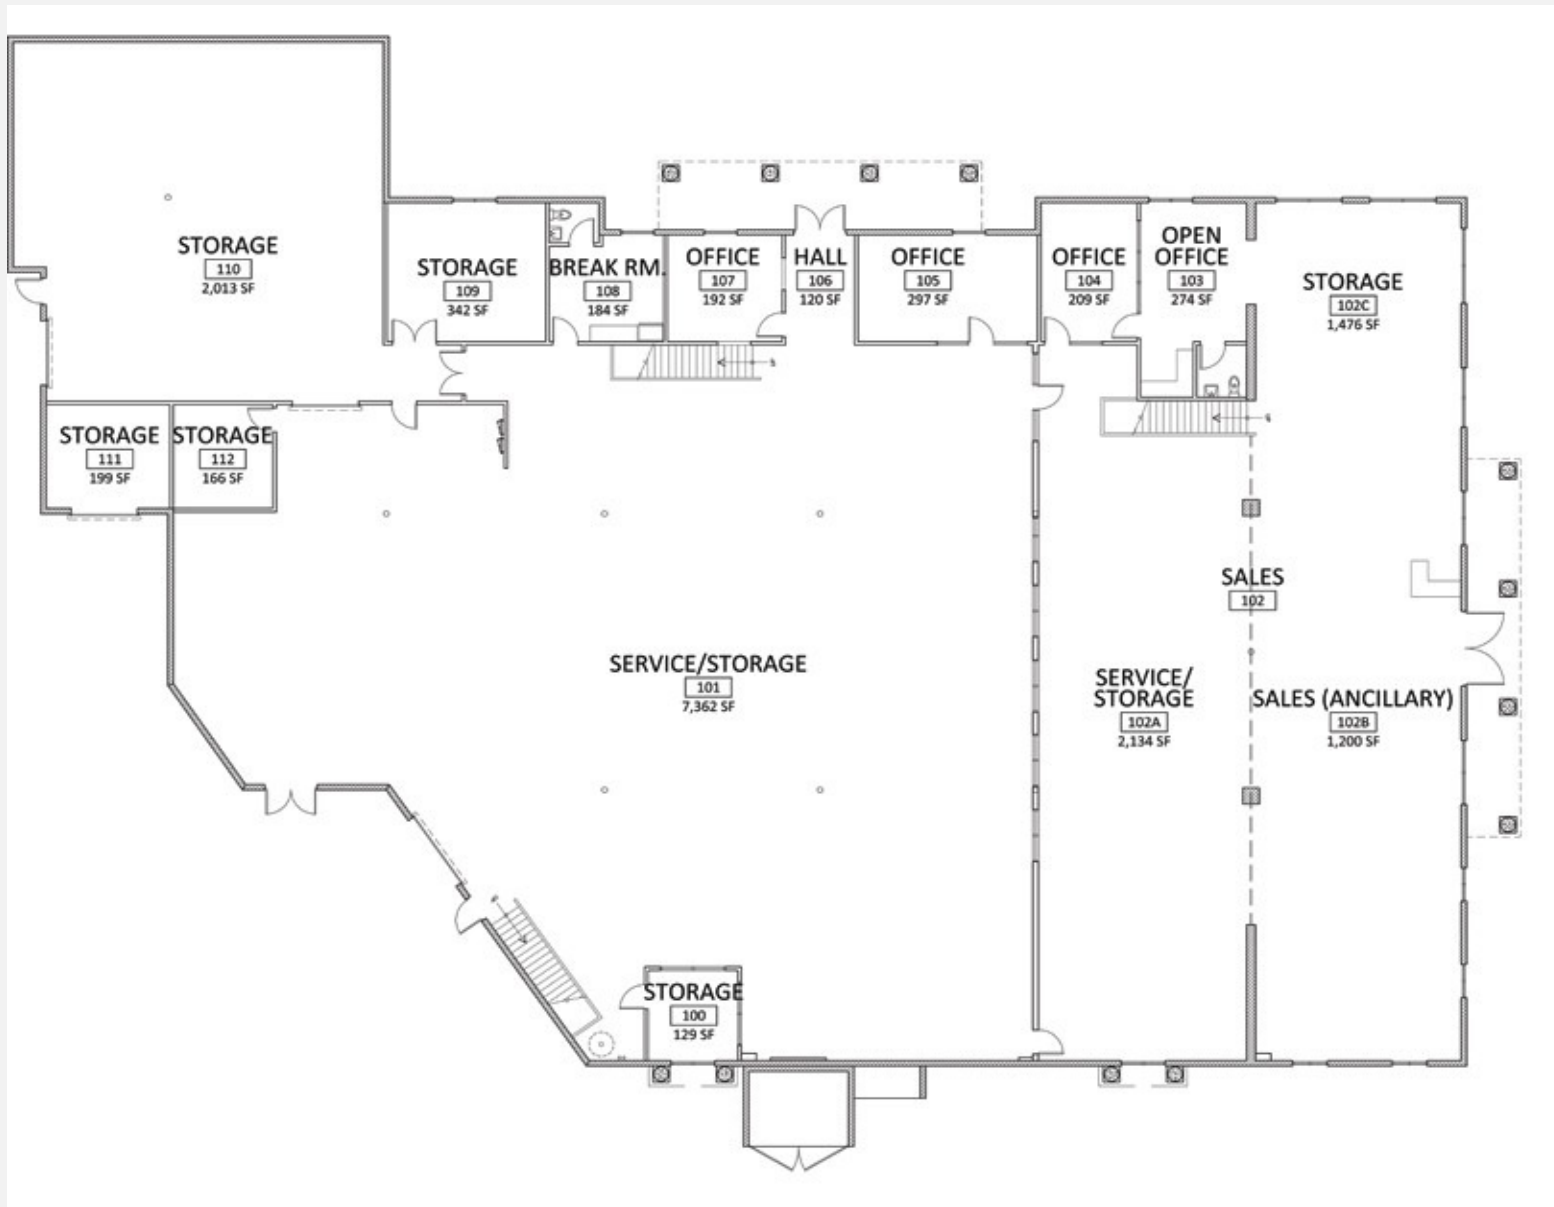 STORAGE
110
2,013 SF
STORAGE
109
342 SF
BREAK RM.
108
184 SF
OFFICE
107
192 SF
HALL
106
120 SF
OFFICE
105
297 SF
OFFICE
104
209 SF
OPEN
OFFICE
103
274 SF
STORAGE
102C
1,476 SF
STORAGE
111
199 SF
STORAGE
112
166 SF
SALES
102
SERVICE/STORAGE
101
7,362 SF
SERVICE/
STORAGE
102A
2,134 SF
SALES (ANCILLARY)
102B
1,200 SF
STORAGE
100
129 SF